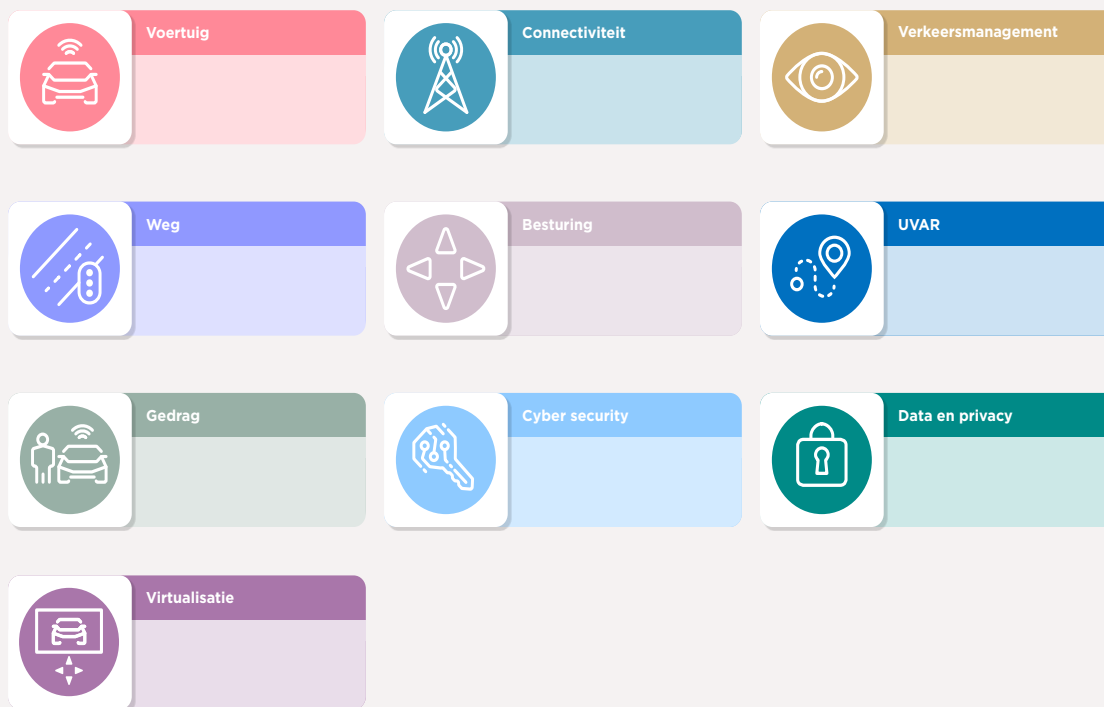 Voertuig
Connectiviteit
Verkeersmanagement
Weg
Besturing
UVAR
Gedrag
Cyber security
Data en privacy
Virtualisatie